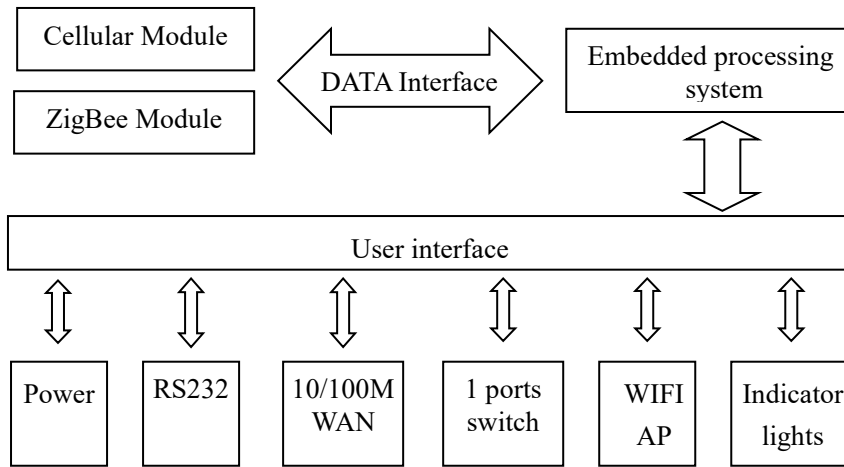 Cellular Module
ZigBee Module
DATA Interface
Embedded processing
system
User interface
Power
RS232
10/100M
WAN
1 ports
switch
WIFI
AP
Indicator
lights